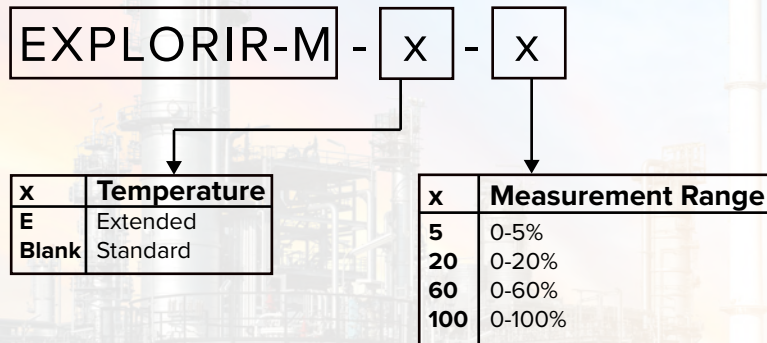 EXPLORIR-M - x - x
x Temperature
E Extended
Blank Standard
x Measurement Range
5 0-5%
20 0-20%
60 0-60%
100 0-100%